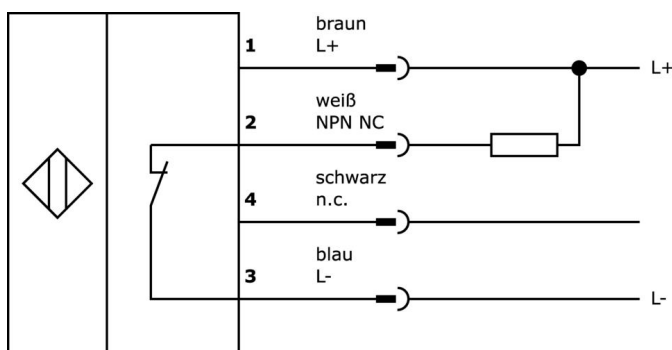 braun
1 L+ L+
weiß
2 NPN NC
schwarz
4 n.c.
blau
3 L- L-